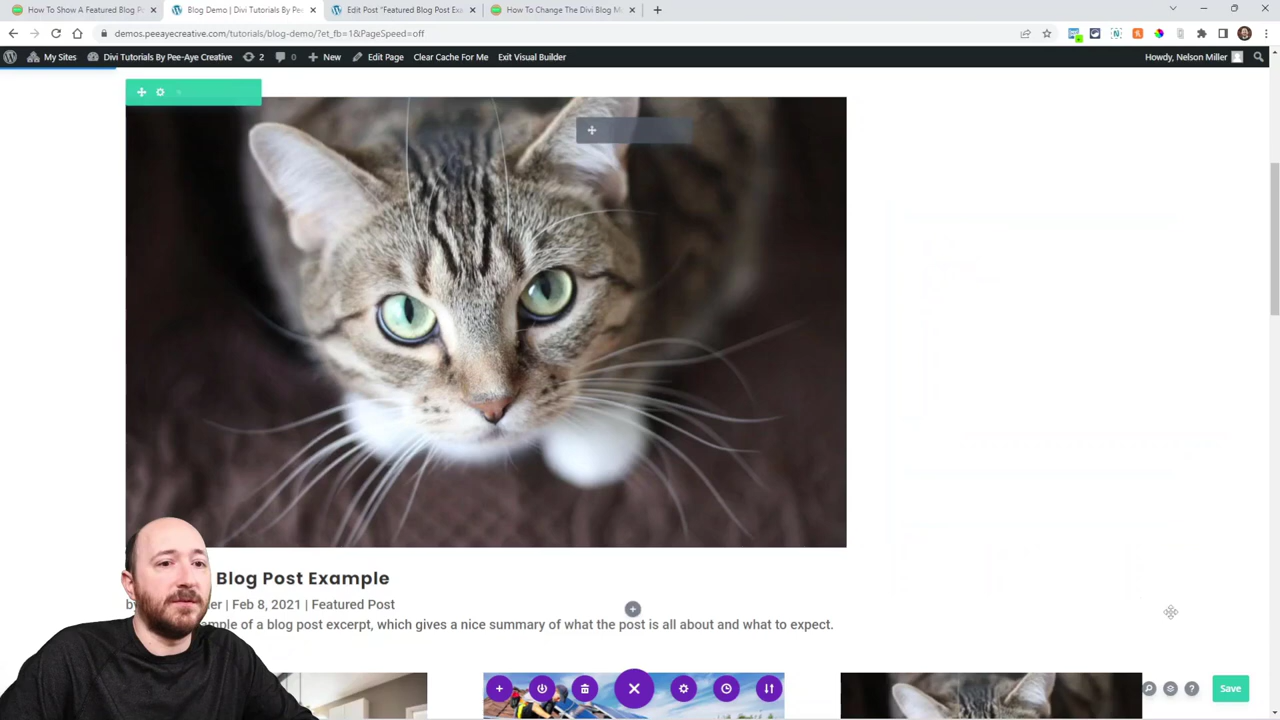 How To Show A Featured Blog P
Blog Demo | Divi Tutorials By Pe
Edit Post "Featured Blog Post Ex
How To Change The Divi Blog M
demos.peeayecreative.com/tutorials/blog-demo/?et_fb=1&PageSpeed=off
My Sites
Divi Tutorials By Pee-Aye Creative
2
0
New
Edit Page
Clear Cache For Me
Exit Visual Builder
Howdy, Nelson Miller
Blog Post Example
by
er | Feb 8, 2021 | Featured Post
of a blog post excerpt, which gives a nice summary of what the post is all about and what to expect.
Save